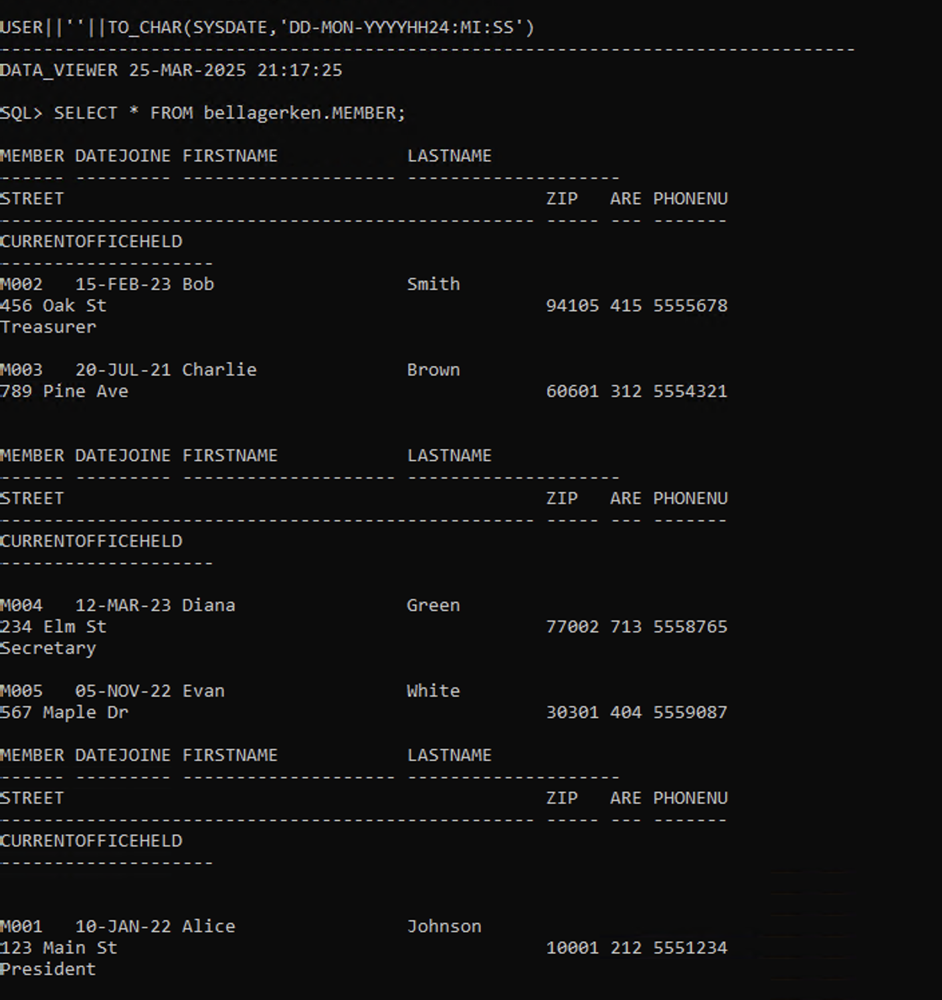 USER||''||TO_CHAR(SYSDATE,'DD-MON-YYYYHH24:MI:SS')
--------------------------------------------------------------------------------
DATA_VIEWER 25-MAR-2025 21:17:25
SQL> SELECT * FROM bellagerken.MEMBER;
MEMBER DATEJOINE FIRSTNAME            LASTNAME
------ --------- -------------------- --------------------
STREET                                             ZIP   ARE PHONENU
-------------------------------------------------- ----- --- -------
CURRENTOFFICEHELD
--------------------
M002   15-FEB-23 Bob                  Smith
456 Oak St                                         94105 415 5555678
Treasurer
M003   20-JUL-21 Charlie              Brown
789 Pine Ave                                       60601 312 5554321
MEMBER DATEJOINE FIRSTNAME            LASTNAME
------ --------- -------------------- --------------------
STREET                                             ZIP   ARE PHONENU
-------------------------------------------------- ----- --- -------
CURRENTOFFICEHELD
--------------------
M004   12-MAR-23 Diana                Green
234 Elm St                                         77002 713 5558765
Secretary
M005   05-NOV-22 Evan                 White
567 Maple Dr                                       30301 404 5559087
MEMBER DATEJOINE FIRSTNAME            LASTNAME
------ --------- -------------------- --------------------
STREET                                             ZIP   ARE PHONENU
-------------------------------------------------- ----- --- -------
CURRENTOFFICEHELD
--------------------
M001   10-JAN-22 Alice                Johnson
123 Main St                                        10001 212 5551234
President